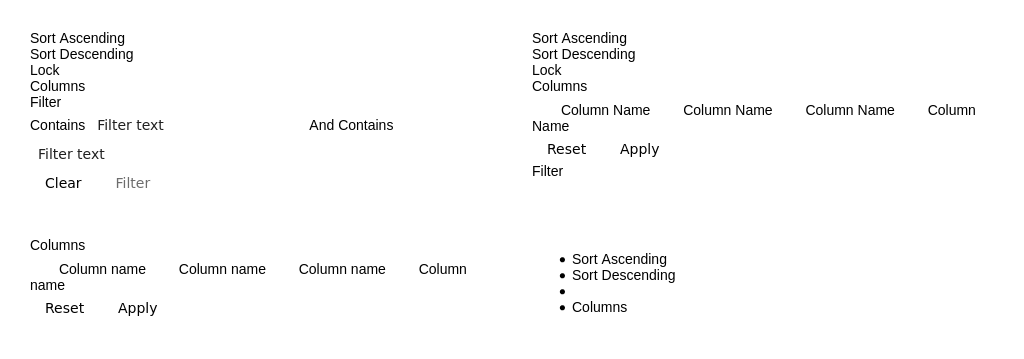 Sort Ascending
Sort Descending
Lock
Columns
Filter
Contains Filter text And Contains
Filter text
Clear Filter
Sort Ascending
Sort Descending
Lock
Columns
Column Name Column Name Column Name Column
Name
Reset Apply
Filter
Columns
Column name Column name Column name Column
name
Reset Apply
Sort Ascending
Sort Descending
Columns